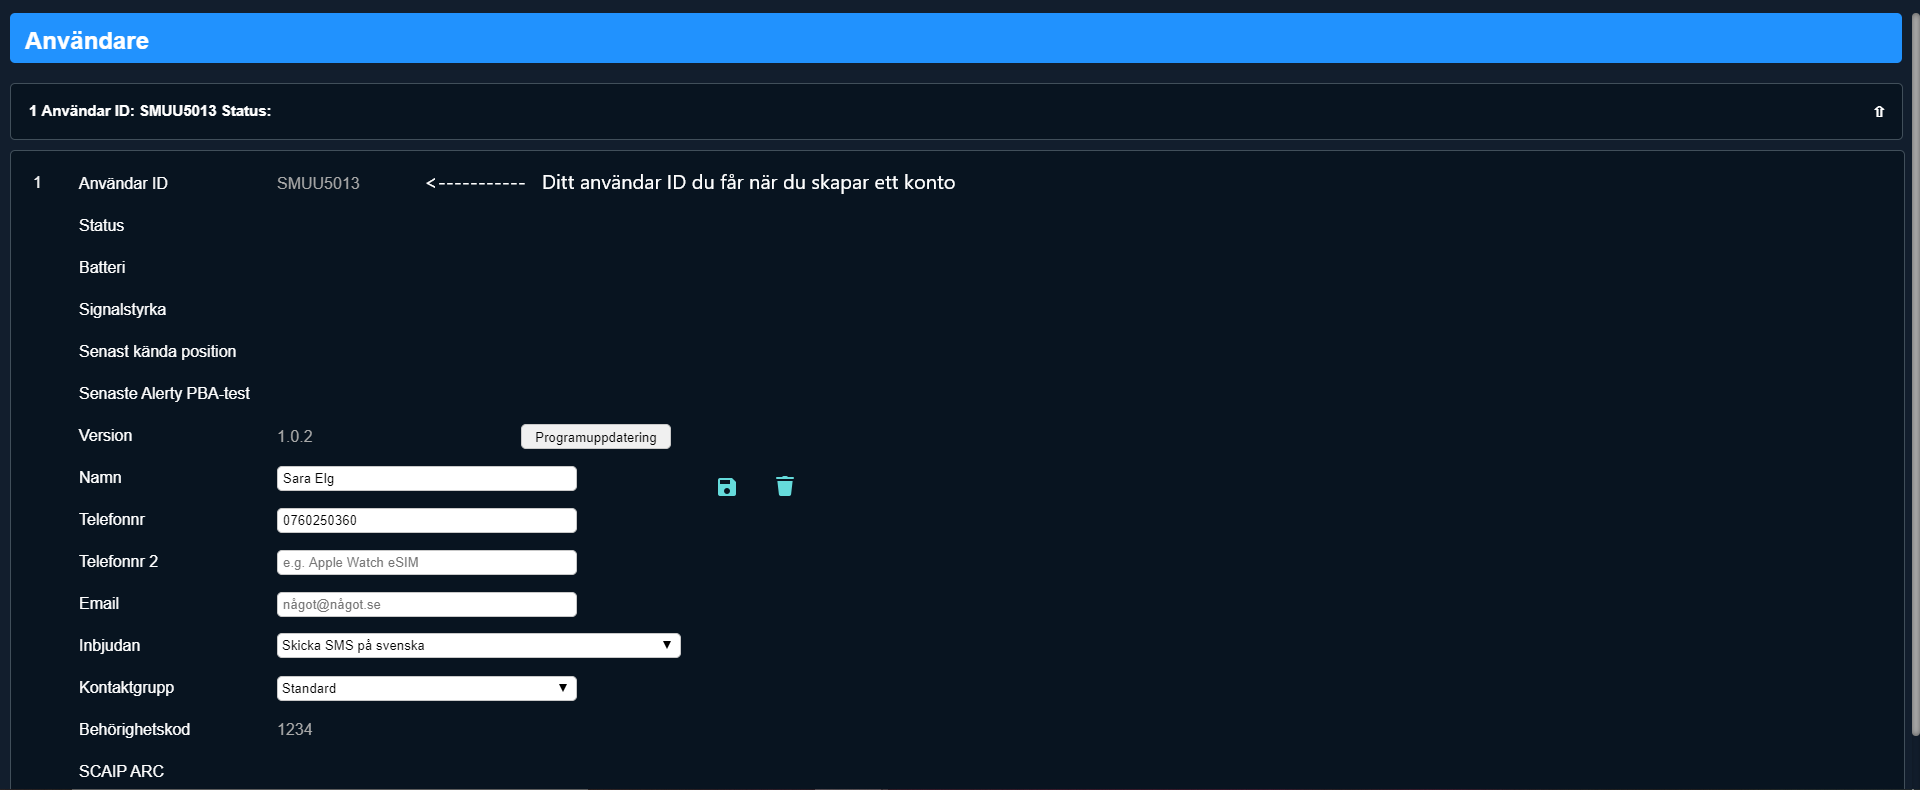 Användare
1 Användar ID: SMUU5013 Status: ⇧
1 Användar ID SMUU5013 <----------- Ditt användar ID du får när du skapar ett konto
Status
Batteri
Signalstyrka
Senast kända position
Senaste Alerty PBA-test
Version 1.0.2 Programuppdatering
Namn Sara Elg
Telefonnr 0760250360
Telefonnr 2 e.g. Apple Watch eSIM
Email något@något.se
Inbjudan Skicka SMS på svenska ▼
Kontaktgrupp Standard ▼
Behörighetskod 1234
SCAIP ARC